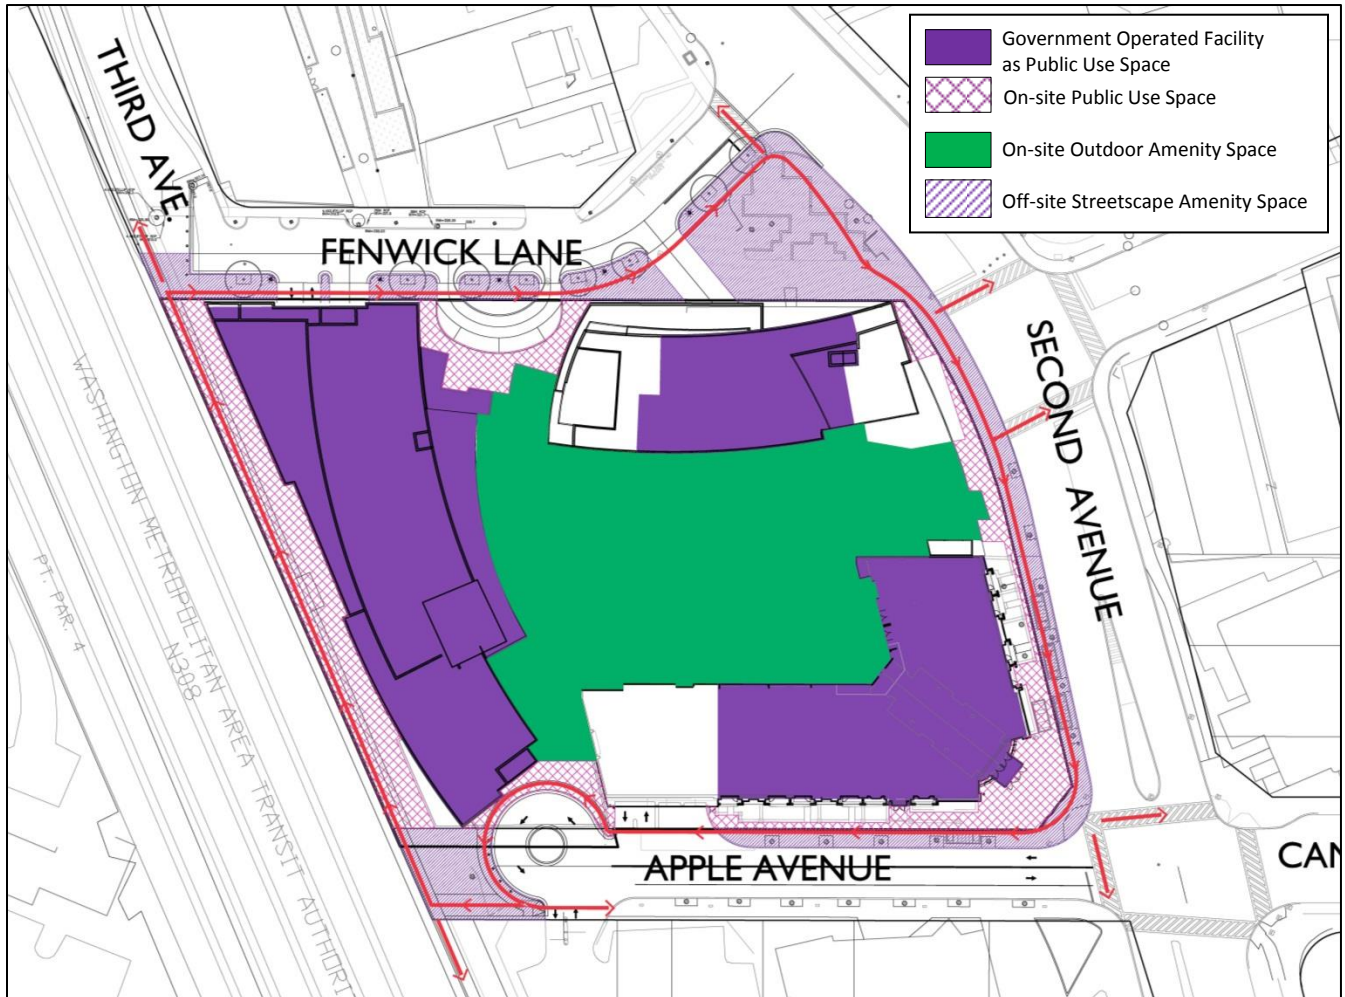 THIRD AVE
Government Operated Facility
as Public Use Space
On-site Public Use Space
On-site Outdoor Amenity Space
Off-site Streetscape Amenity Space
FENWICK LANE
SECOND AVENUE
WASHINGTON METROPOLITAN AREA TRANSIT AUTHORI
N308
PT. PAR. 4
APPLE AVENUE
CAN